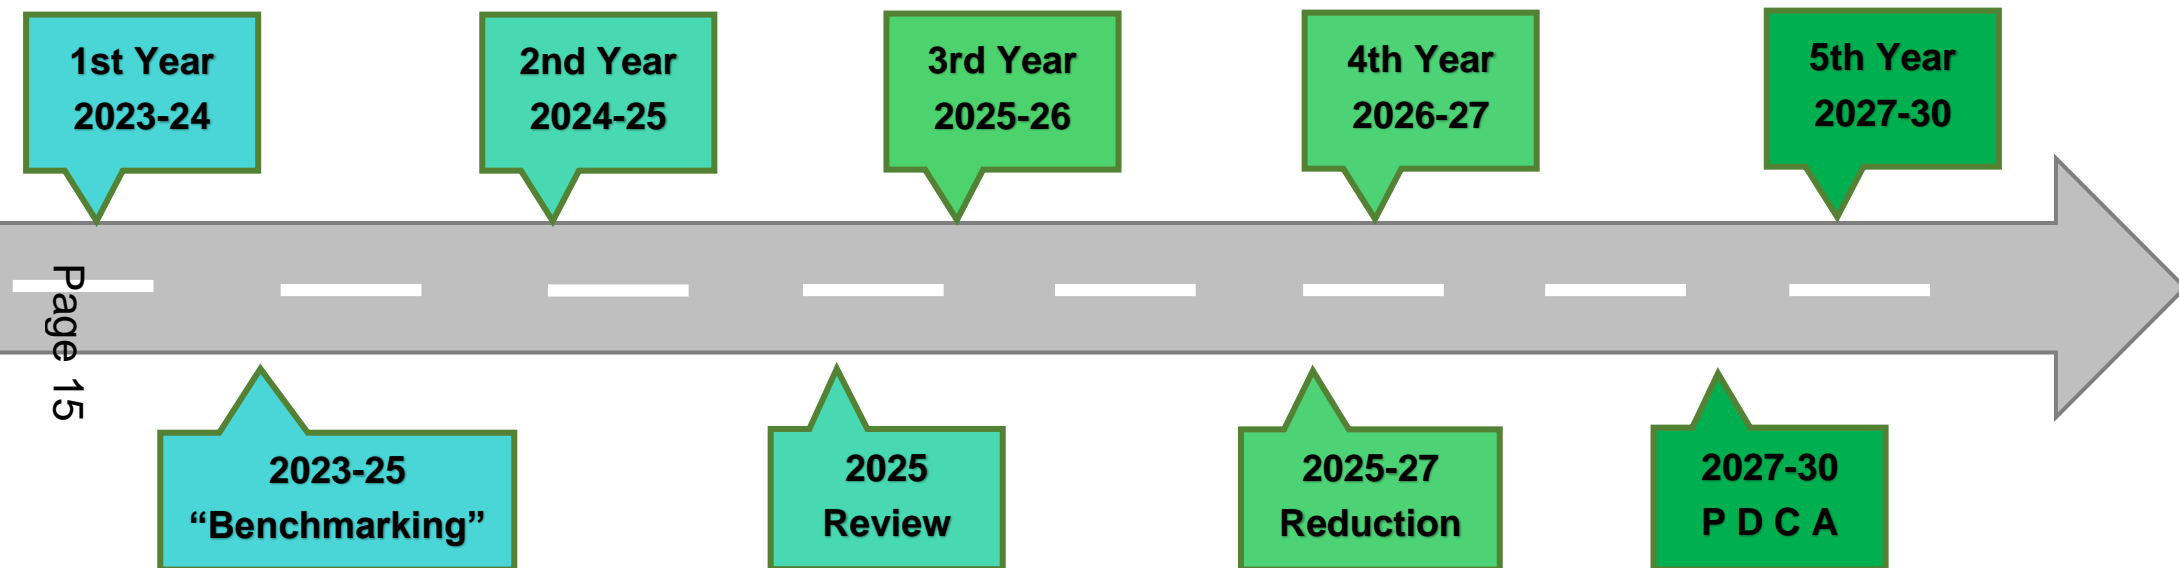 1st Year
2023-24
2nd Year
2024-25
3rd Year
2025-26
4th Year
2026-27
5th Year
2027-30
Page 15
2023-25
“Benchmarking”
2025
Review
2025-27
Reduction
2027-30
P D C A